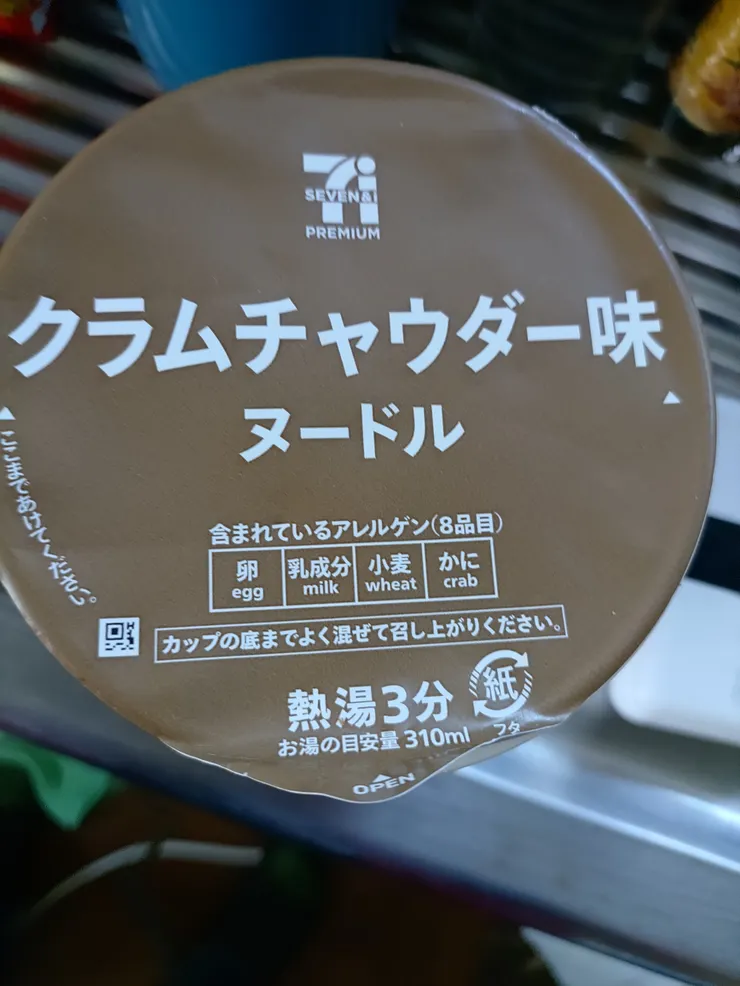 SEVEN&i
PREMIUM
クラムチャウダー味
ヌードル
ここまであけてください。
含まれているアレルゲン(8品目)
卵 乳成分 小麦 かに
egg milk wheat crab
カップの底までよく混ぜて召し上がりください。
熱湯3分
お湯の目安量 310ml
紙
フタ
OPEN